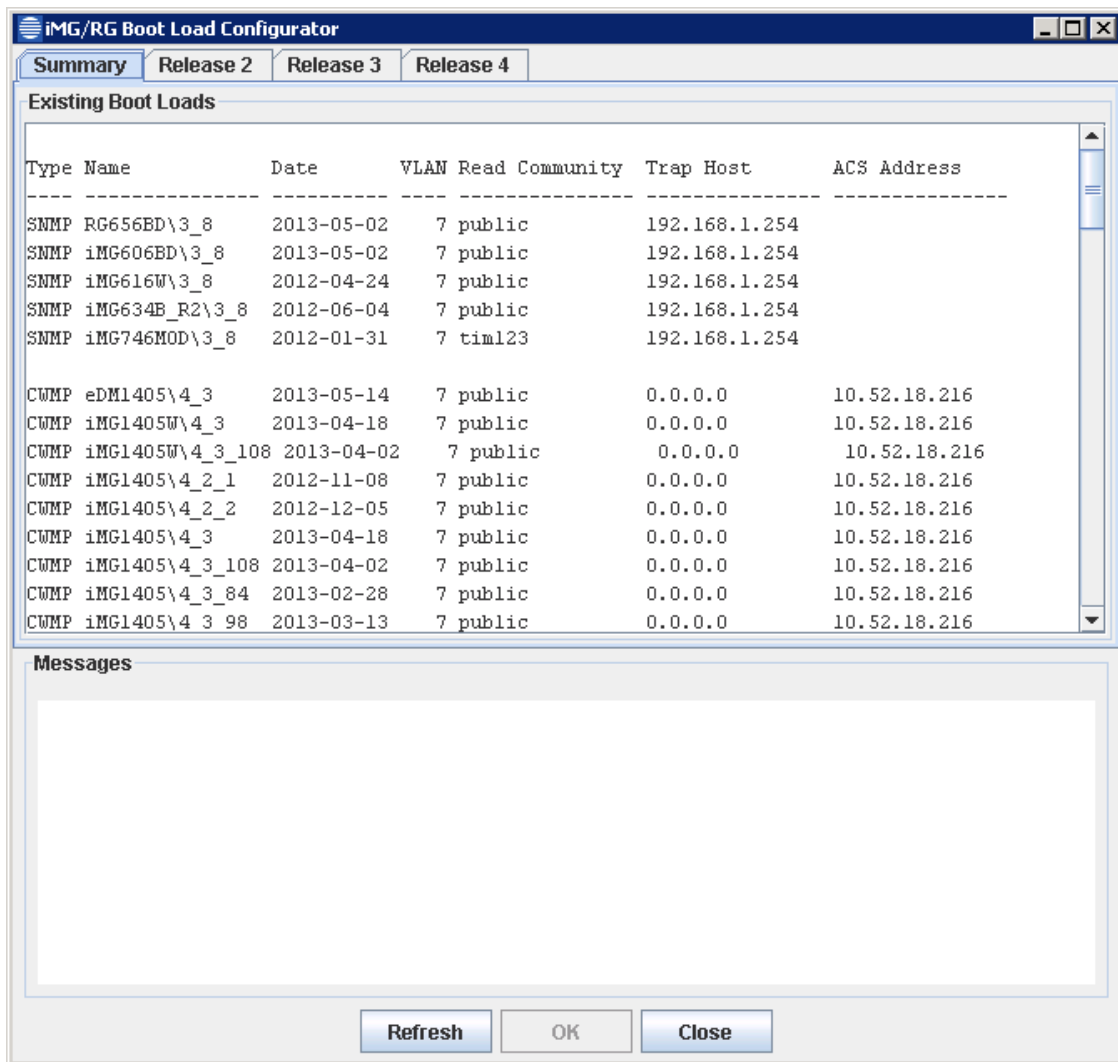 iMG/RG Boot Load Configurator
Summary Release 2 Release 3 Release 4
Existing Boot Loads
Type Name Date VLAN Read Community Trap Host ACS Address
---- --------------- ---------- ---- --------------- --------------- ---------------
SNMP RG656BD\3_8 2013-05-02 7 public 192.168.1.254
SNMP iMG606BD\3_8 2013-05-02 7 public 192.168.1.254
SNMP iMG616W\3_8 2012-04-24 7 public 192.168.1.254
SNMP iMG634B_R2\3_8 2012-06-04 7 public 192.168.1.254
SNMP iMG746MOD\3_8 2012-01-31 7 tim123 192.168.1.254
CWMP eDM1405\4_3 2013-05-14 7 public 0.0.0.0 10.52.18.216
CWMP iMG1405W\4_3 2013-04-18 7 public 0.0.0.0 10.52.18.216
CWMP iMG1405W\4_3_108 2013-04-02 7 public 0.0.0.0 10.52.18.216
CWMP iMG1405\4_2_1 2012-11-08 7 public 0.0.0.0 10.52.18.216
CWMP iMG1405\4_2_2 2012-12-05 7 public 0.0.0.0 10.52.18.216
CWMP iMG1405\4_3 2013-04-18 7 public 0.0.0.0 10.52.18.216
CWMP iMG1405\4_3_108 2013-04-02 7 public 0.0.0.0 10.52.18.216
CWMP iMG1405\4_3_84 2013-02-28 7 public 0.0.0.0 10.52.18.216
CWMP iMG1405\4_3_98 2013-03-13 7 public 0.0.0.0 10.52.18.216
Messages
Refresh OK Close